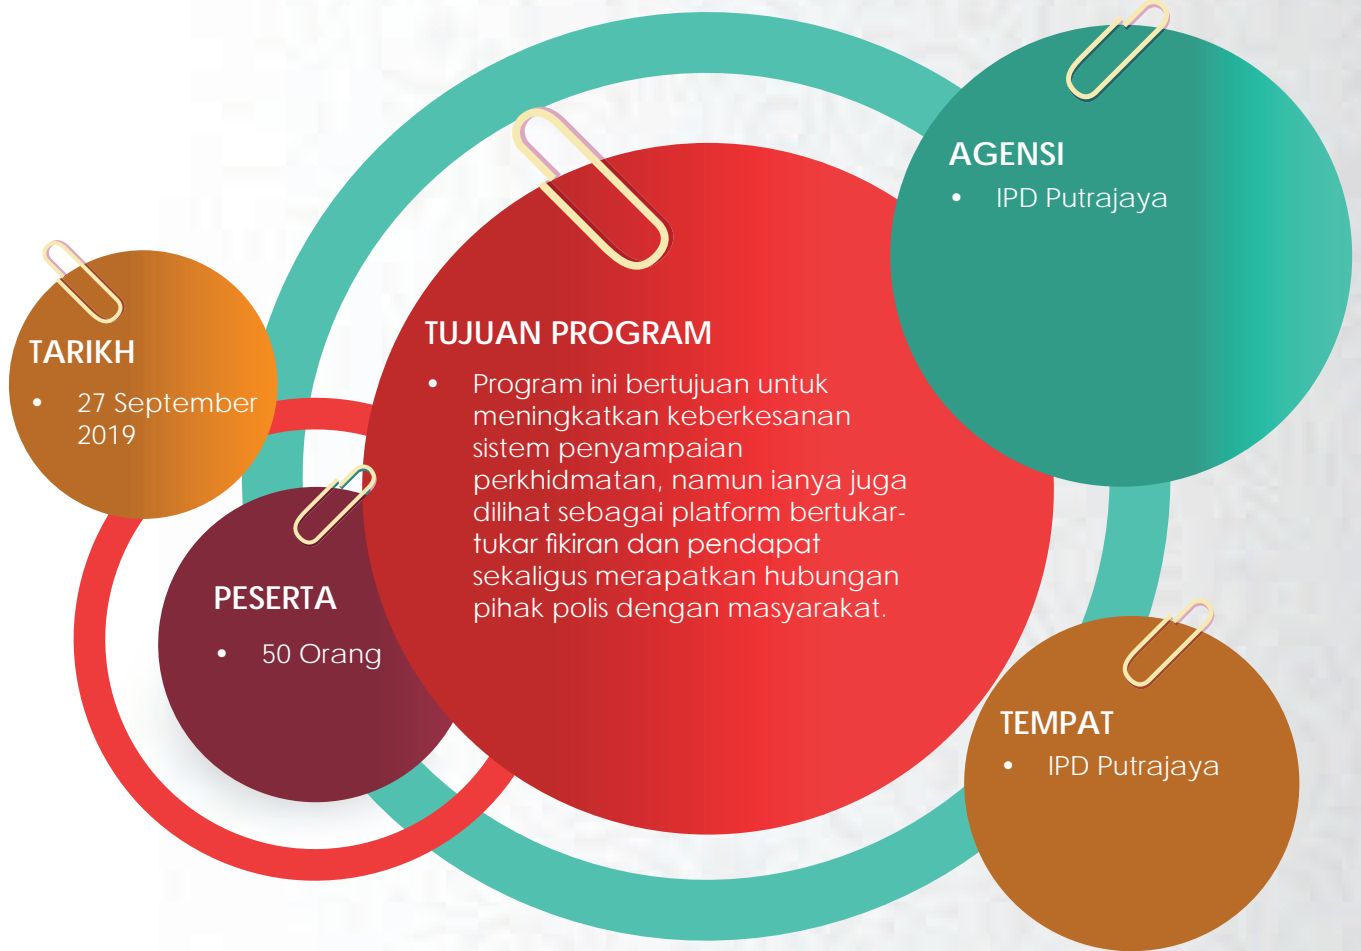 TUJUAN PROGRAM
• Program ini bertujuan untuk
meningkatkan keberkesanan
sistem penyampaian
perkhidmatan, namun ianya juga
dilihat sebagai platform bertukar-
tukar fikiran dan pendapat
sekaligus merapatkan hubungan
pihak polis dengan masyarakat.
AGENSI
• IPD Putrajaya
TARIKH
• 27 September
2019
PESERTA
• 50 Orang
TEMPAT
• IPD Putrajaya